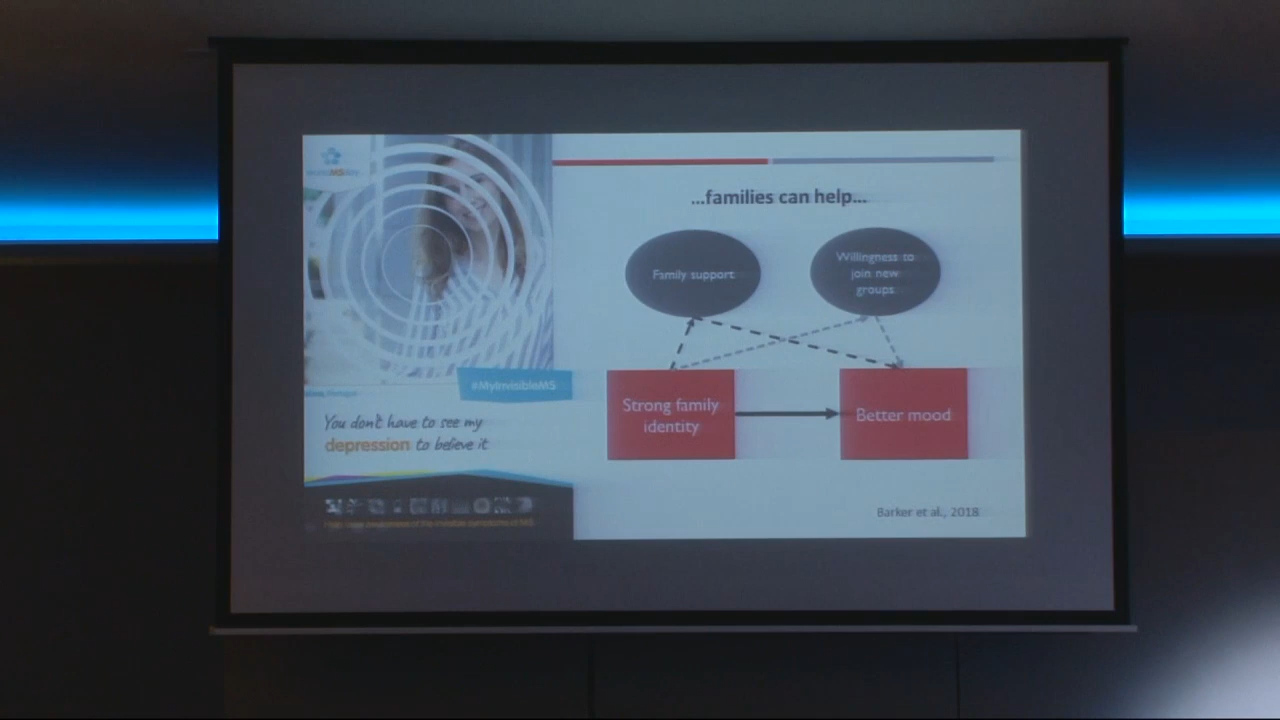 MS
#MyInvisibleMS
You don't have to see my
depression to believe it
...families can help...
Family support
Willingness to
join new
groups
Strong family
identity
Better mood
Barker et al., 2018